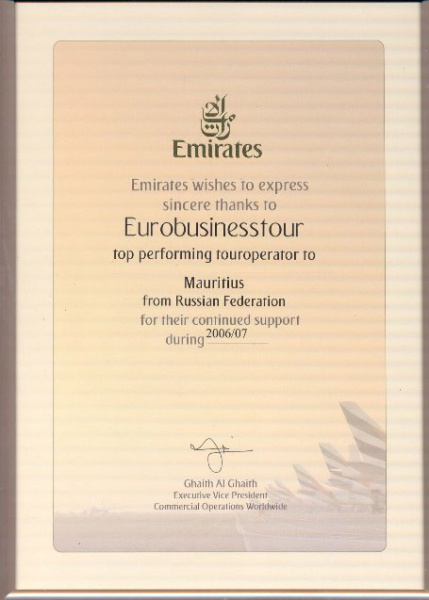 الإمارات
Emirates
Emirates wishes to express
sincere thanks to
Eurobusinesstour
top performing touroperator to
Mauritius
from Russian Federation
for their continued support
during 2006/07
Ghaith Al Ghaith
Executive Vice President
Commercial Operations Worldwide